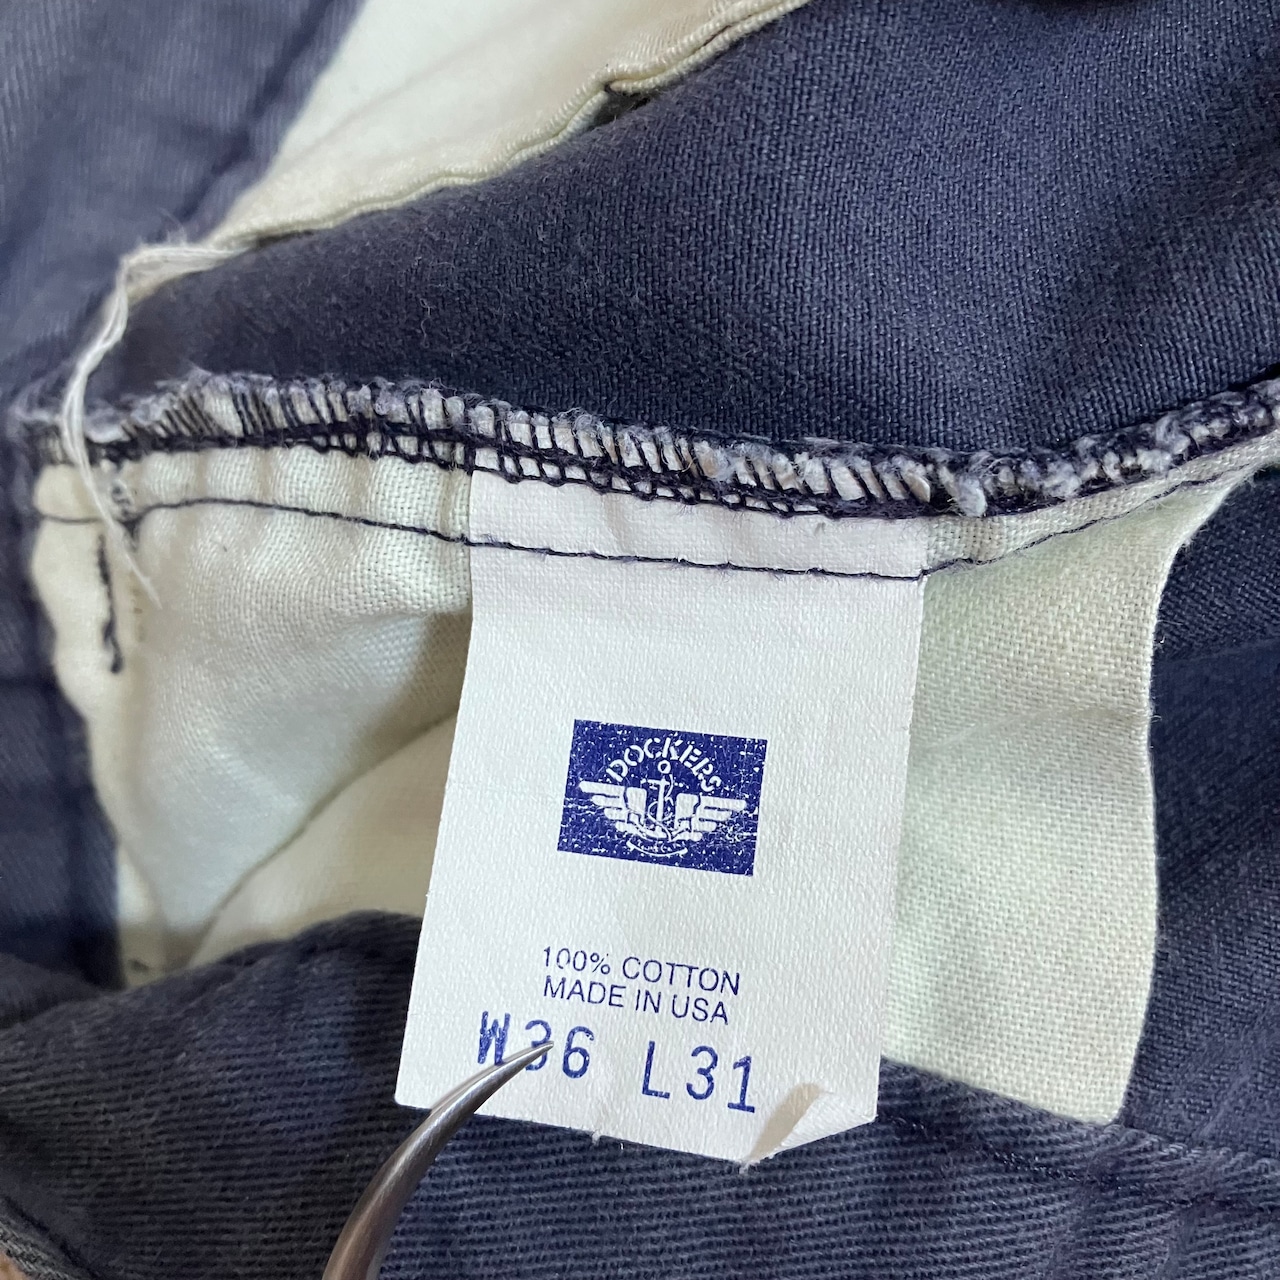 DOCKERS
100% COTTON
MADE IN USA
W36 L31